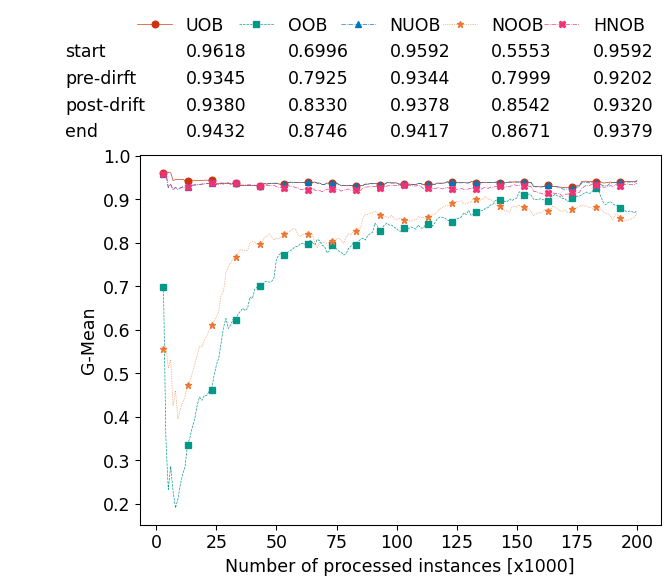 UOB OOB NUOB NOOB HNOB
start 0.9618 0.6996 0.9592 0.5553 0.9592
pre-dirft 0.9345 0.7925 0.9344 0.7999 0.9202
post-drift 0.9380 0.8330 0.9378 0.8542 0.9320
end 0.9432 0.8746 0.9417 0.8671 0.9379
1.0
0.9
0.8
0.7
0.6
0.5
0.4
0.3
0.2
G-Mean
0 25 50 75 100 125 150 175 200
Number of processed instances [x1000]